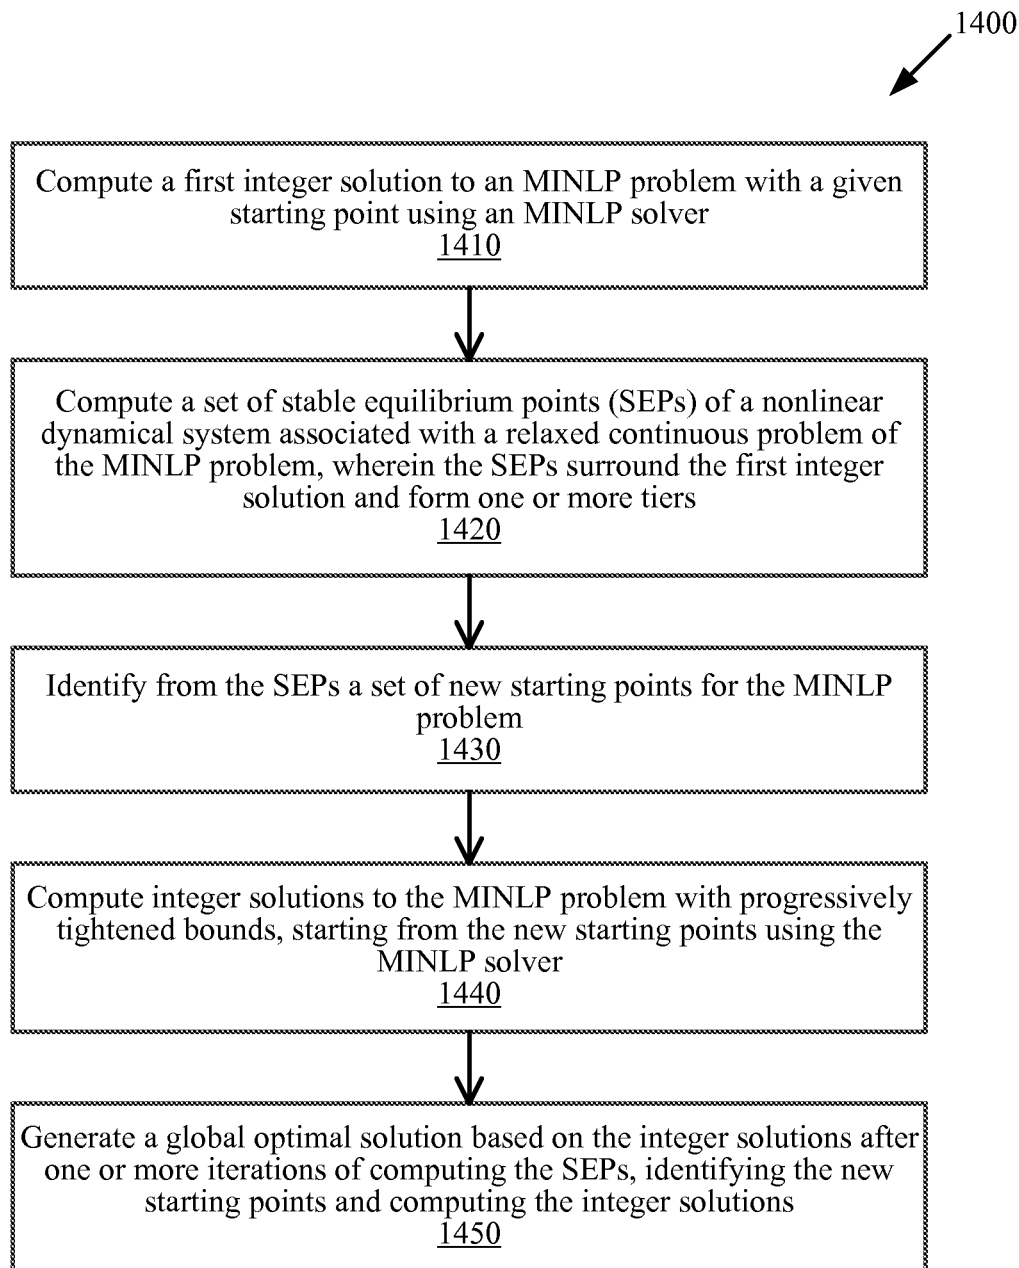 1400
Compute a first integer solution to an MINLP problem with a given
starting point using an MINLP solver
1410
Compute a set of stable equilibrium points (SEPs) of a nonlinear
dynamical system associated with a relaxed continuous problem of
the MINLP problem, wherein the SEPs surround the first integer
solution and form one or more tiers
1420
Identify from the SEPs a set of new starting points for the MINLP
problem
1430
Compute integer solutions to the MINLP problem with progressively
tightened bounds, starting from the new starting points using the
MINLP solver
1440
Generate a global optimal solution based on the integer solutions after
one or more iterations of computing the SEPs, identifying the new
starting points and computing the integer solutions
1450